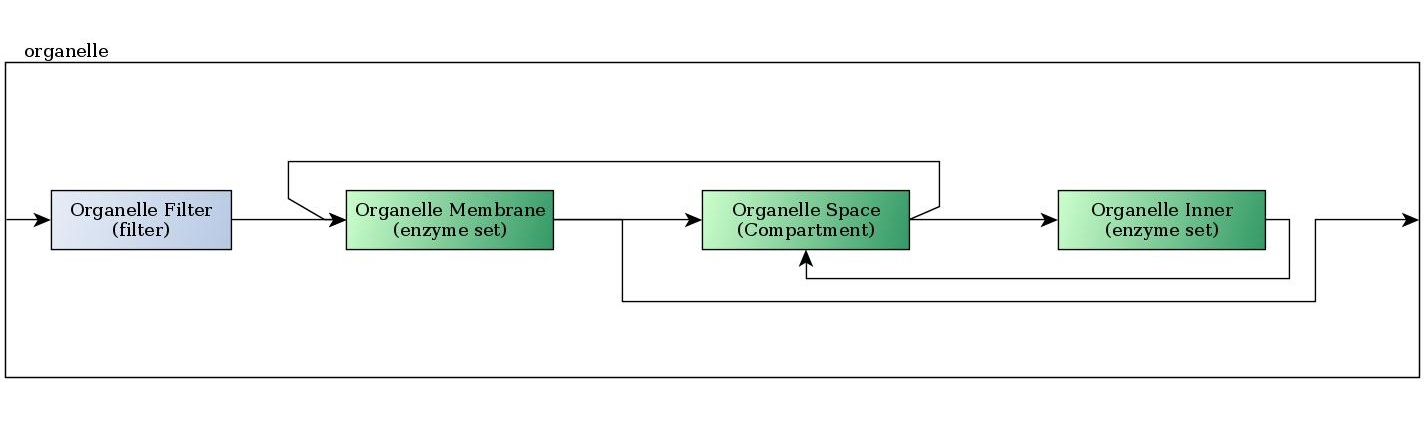 organelle
Organelle Filter
(filter)
Organelle Membrane
(enzyme set)
Organelle Space
(Compartment)
Organelle Inner
(enzyme set)